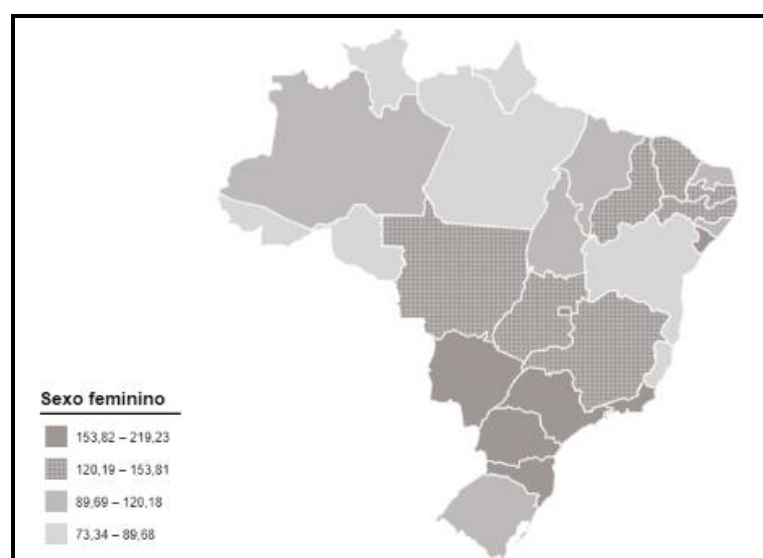 Sexo feminino
153,82 – 219,23
120,19 – 153,81
89,69 – 120,18
73,34 – 89,68